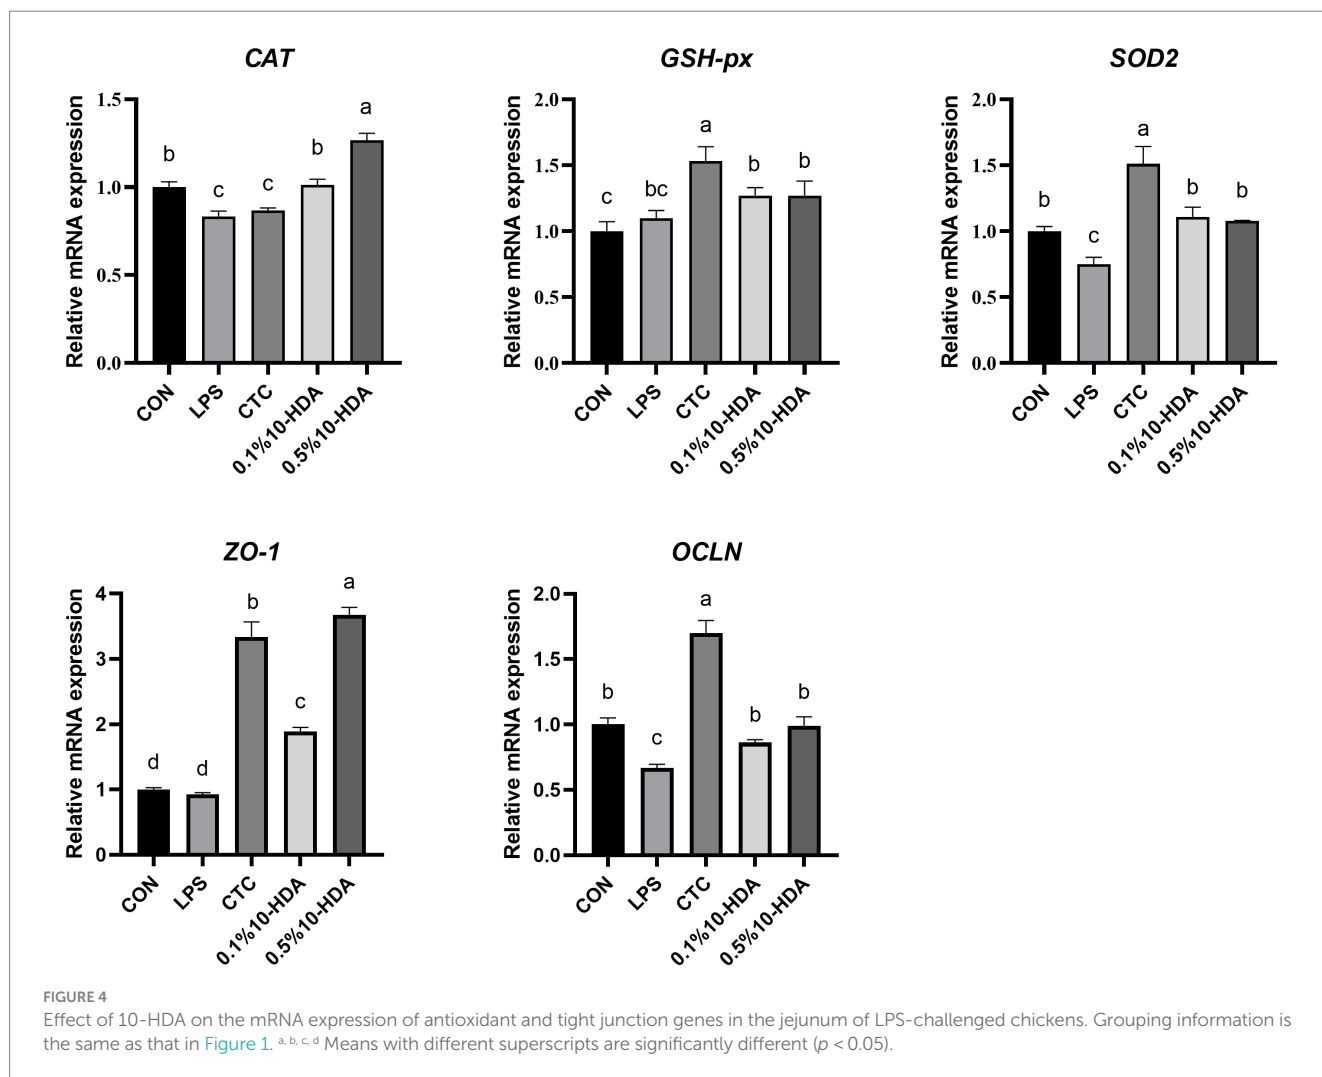 CAT
Relative mRNA expression
1.5
1.0
0.5
0.0
b
c
c
b
a
CON
LPS
CTC
0.1%10-HDA
0.5%10-HDA
GSH-px
Relative mRNA expression
2.0
1.5
1.0
0.5
0.0
c
bc
a
b
b
CON
LPS
CTC
0.1%10-HDA
0.5%10-HDA
SOD2
Relative mRNA expression
2.0
1.5
1.0
0.5
0.0
b
c
a
b
b
CON
LPS
CTC
0.1%10-HDA
0.5%10-HDA
ZO-1
Relative mRNA expression
4
3
2
1
0
d
d
b
c
a
CON
LPS
CTC
0.1%10-HDA
0.5%10-HDA
OCLN
Relative mRNA expression
2.0
1.5
1.0
0.5
0.0
b
c
a
b
b
CON
LPS
CTC
0.1%10-HDA
0.5%10-HDA
FIGURE 4
Effect of 10-HDA on the mRNA expression of antioxidant and tight junction genes in the jejunum of LPS-challenged chickens. Grouping information is
the same as that in Figure 1. a, b, c, d Means with different superscripts are significantly different (p < 0.05).